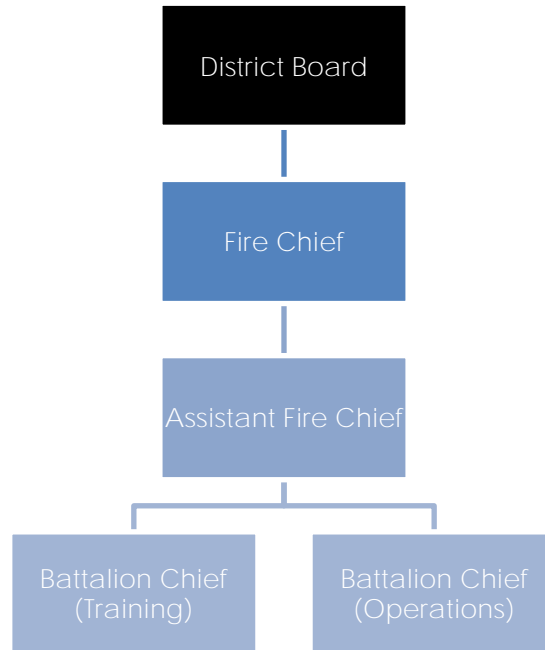 District Board
Fire Chief
Assistant Fire Chief
Battalion Chief
(Training)
Battalion Chief
(Operations)